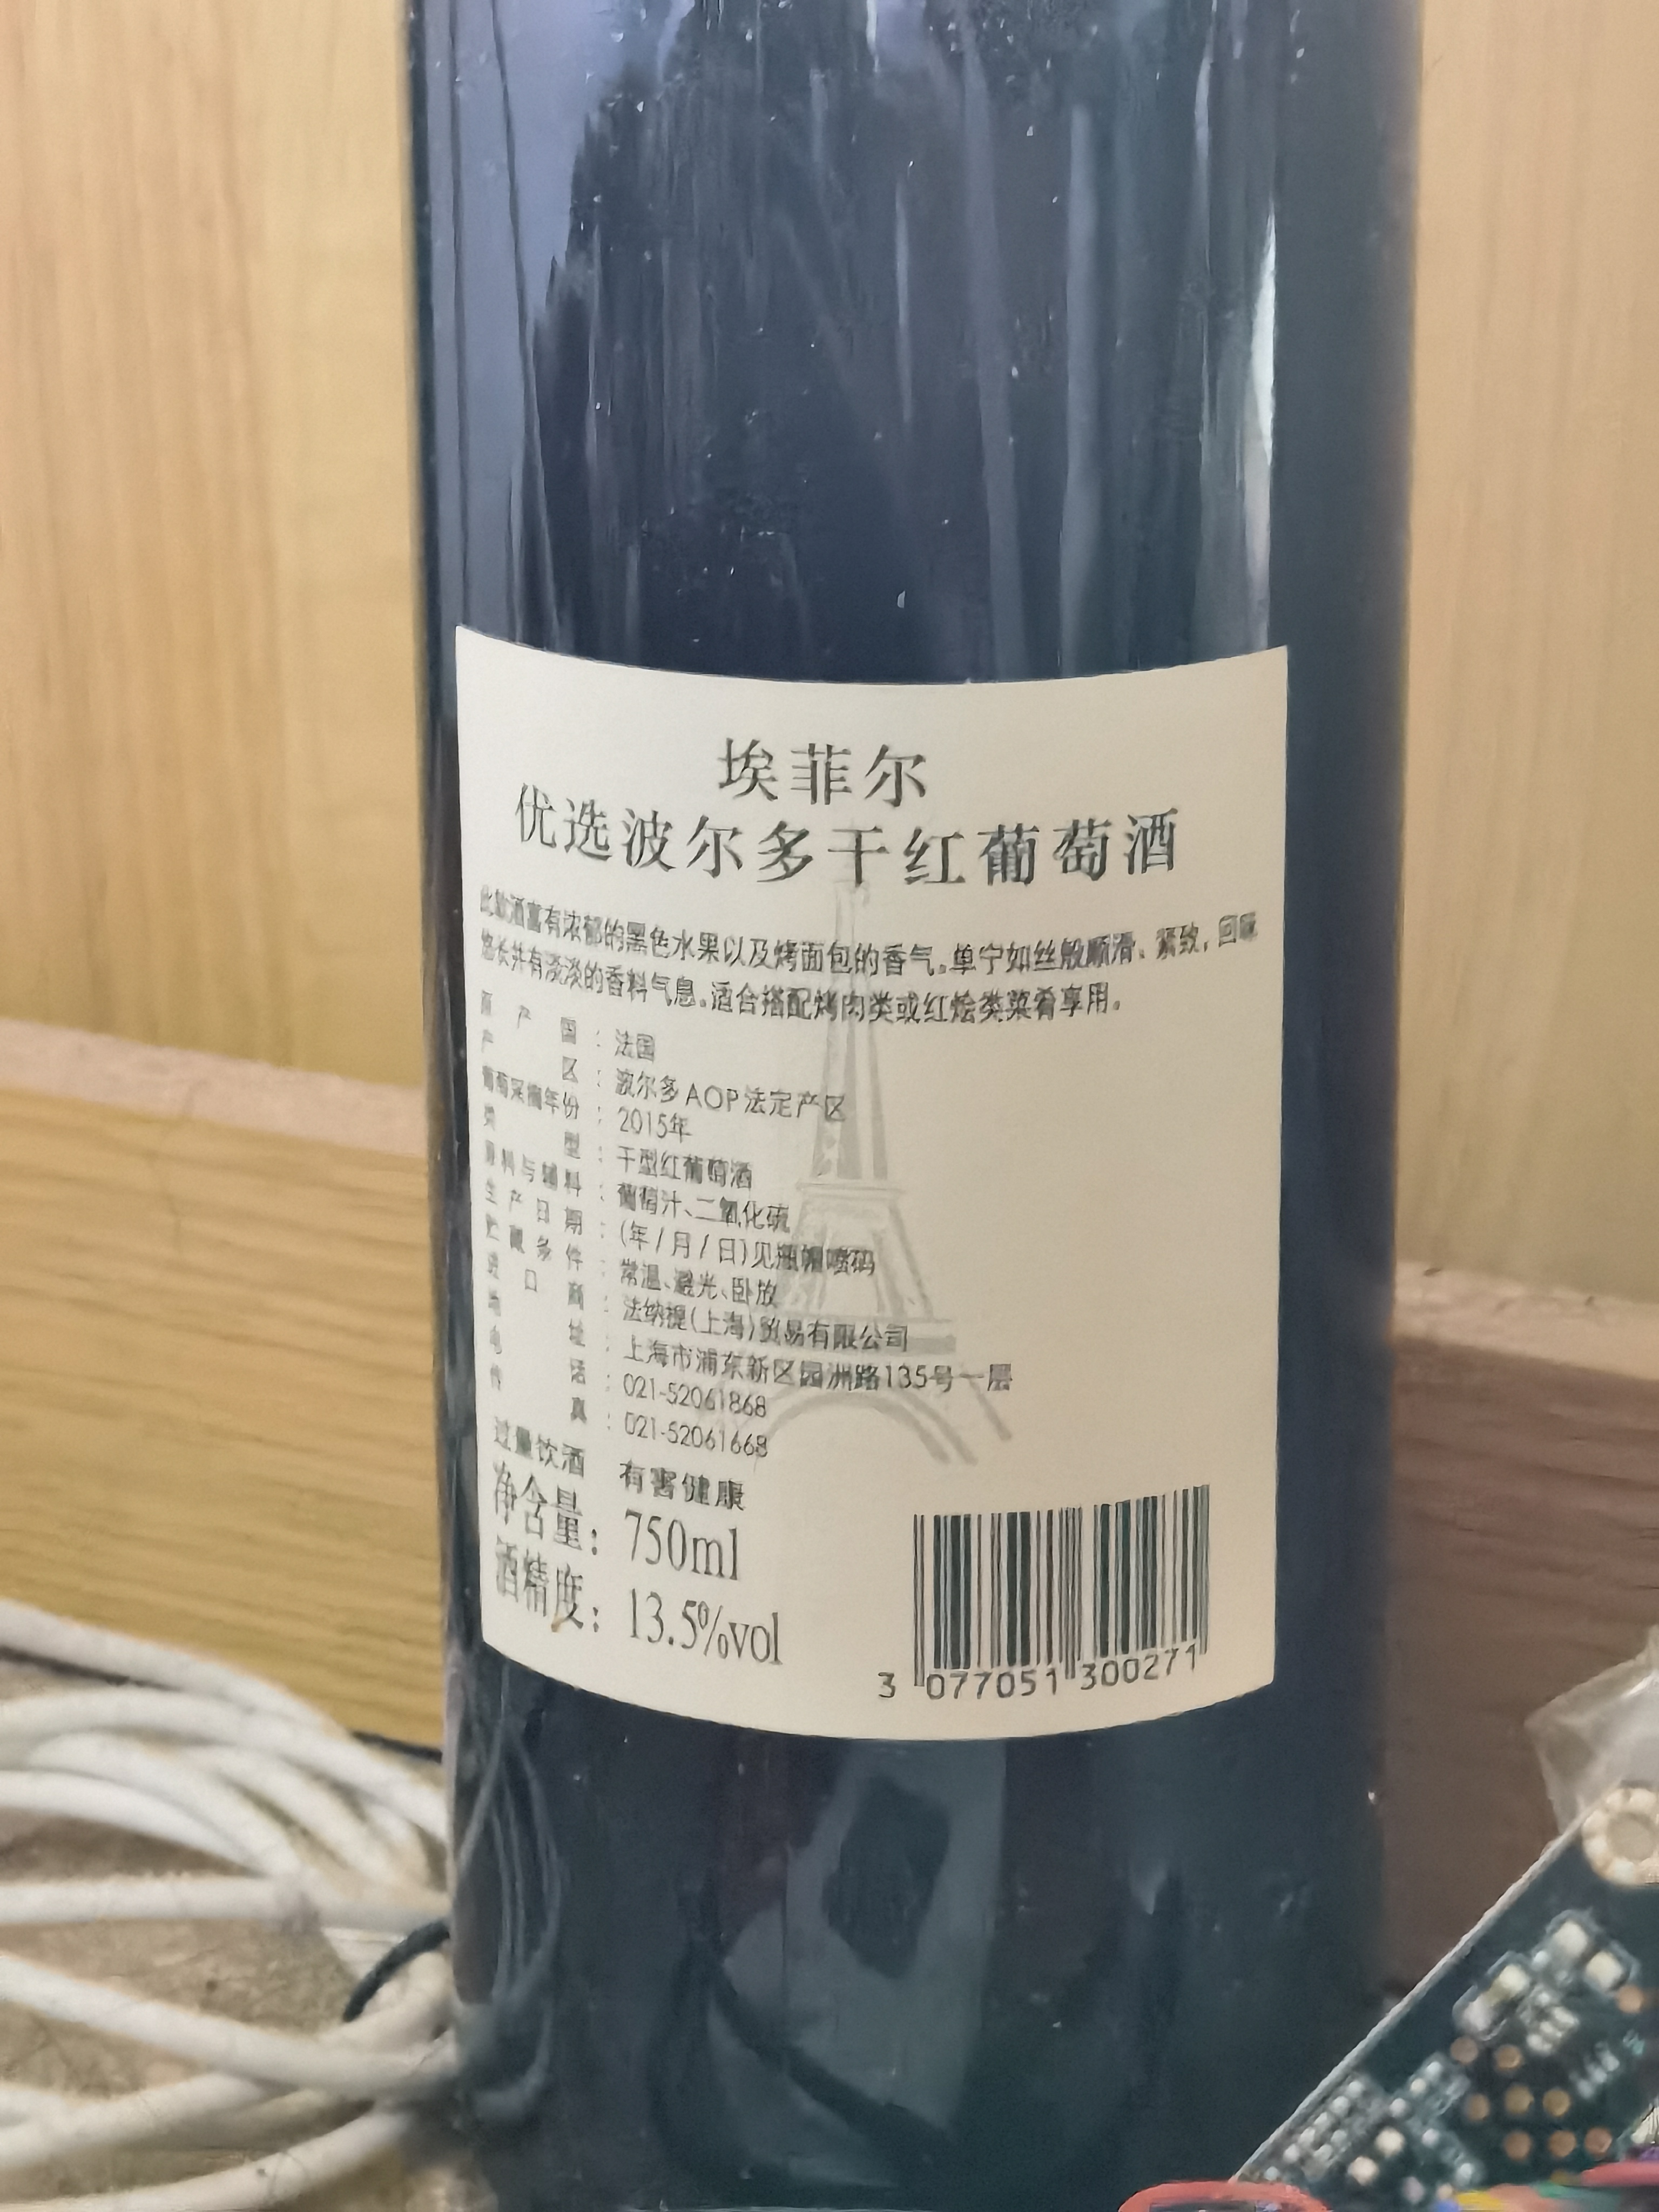 埃菲尔
优选波尔多干红葡萄酒
此款酒富有浓郁的黑色水果以及烤面包的香气。单宁如丝般顺滑、紧致，回味
悠长并有淡淡的香料气息。适合搭配烤肉类或红烩类菜肴享用。
原产国：法国
产区：波尔多AOP法定产区
葡萄采摘年份：2015年
类型：干型红葡萄酒
原料与辅料：葡萄汁、二氧化硫
生产日期：(年/月/日)见瓶帽喷码
贮藏条件：常温、避光、卧放
进口商：法纳提(上海)贸易有限公司
地址：上海市浦东新区园洲路135号一层
电话：021-52061868
传真：021-52061668
过量饮酒 有害健康
净含量：750ml
酒精度：13.5%vol
3 077051 300271